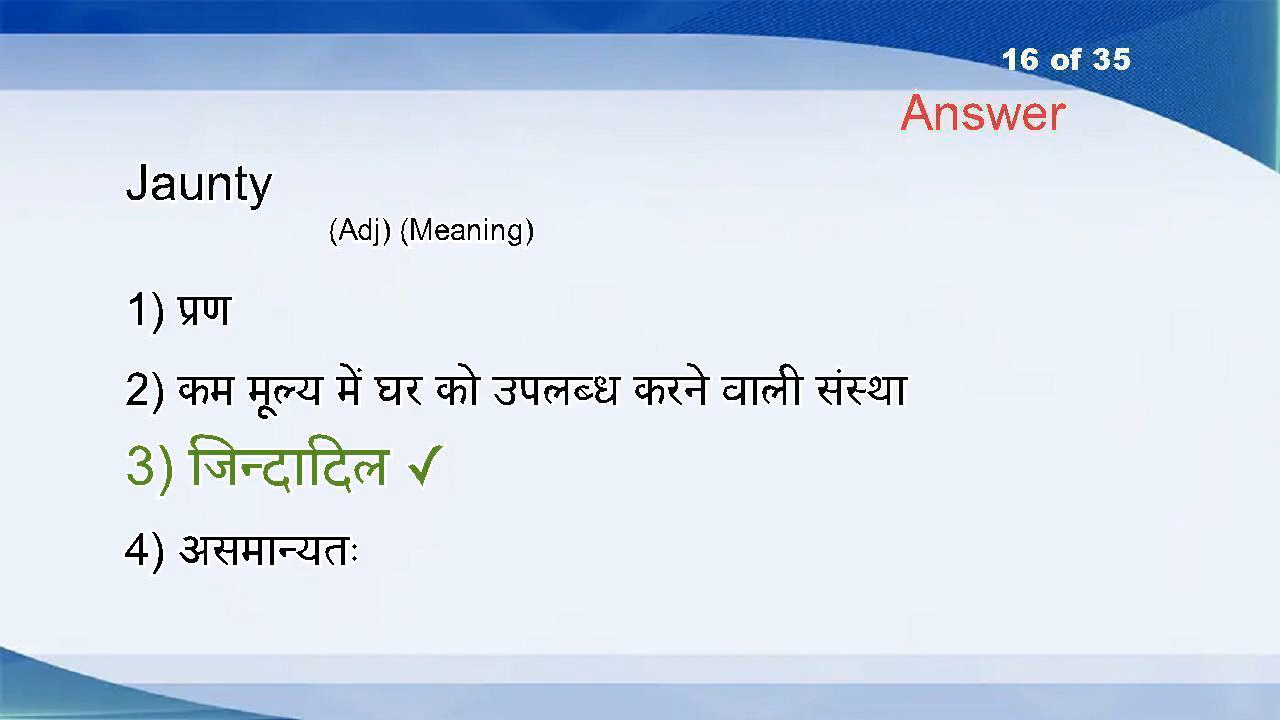 16 of 35
Answer
Jaunty
(Adj) (Meaning)
1) प्रण
2) कम मूल्य में घर को उपलब्ध करने वाली संस्था
3) जिन्दादिल ✓
4) असमान्यतः